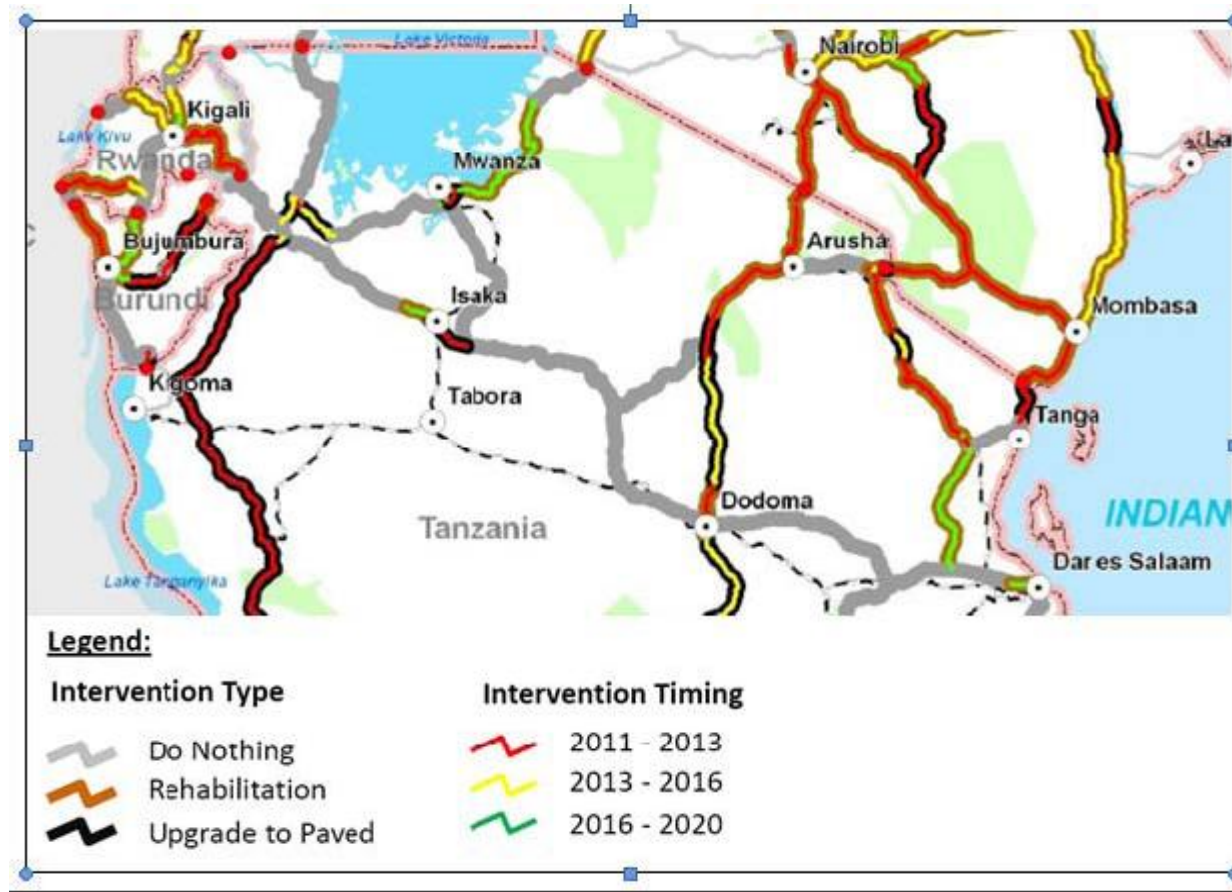 Lake Victoria
Nairobi
Kigali
Lake Kivu
Rwanda
Mwanza
La
C
Bujumbura
Arusha
Burundi
Isaka
Mombasa
Kigoma
Tabora
Tanga
Dodoma
INDIAN
Tanzania
Dar es Salaam
Lake Tanganyika
Legend:
Intervention Type
Intervention Timing
Do Nothing
2011 - 2013
Rehabilitation
2013 - 2016
Upgrade to Paved
2016 - 2020